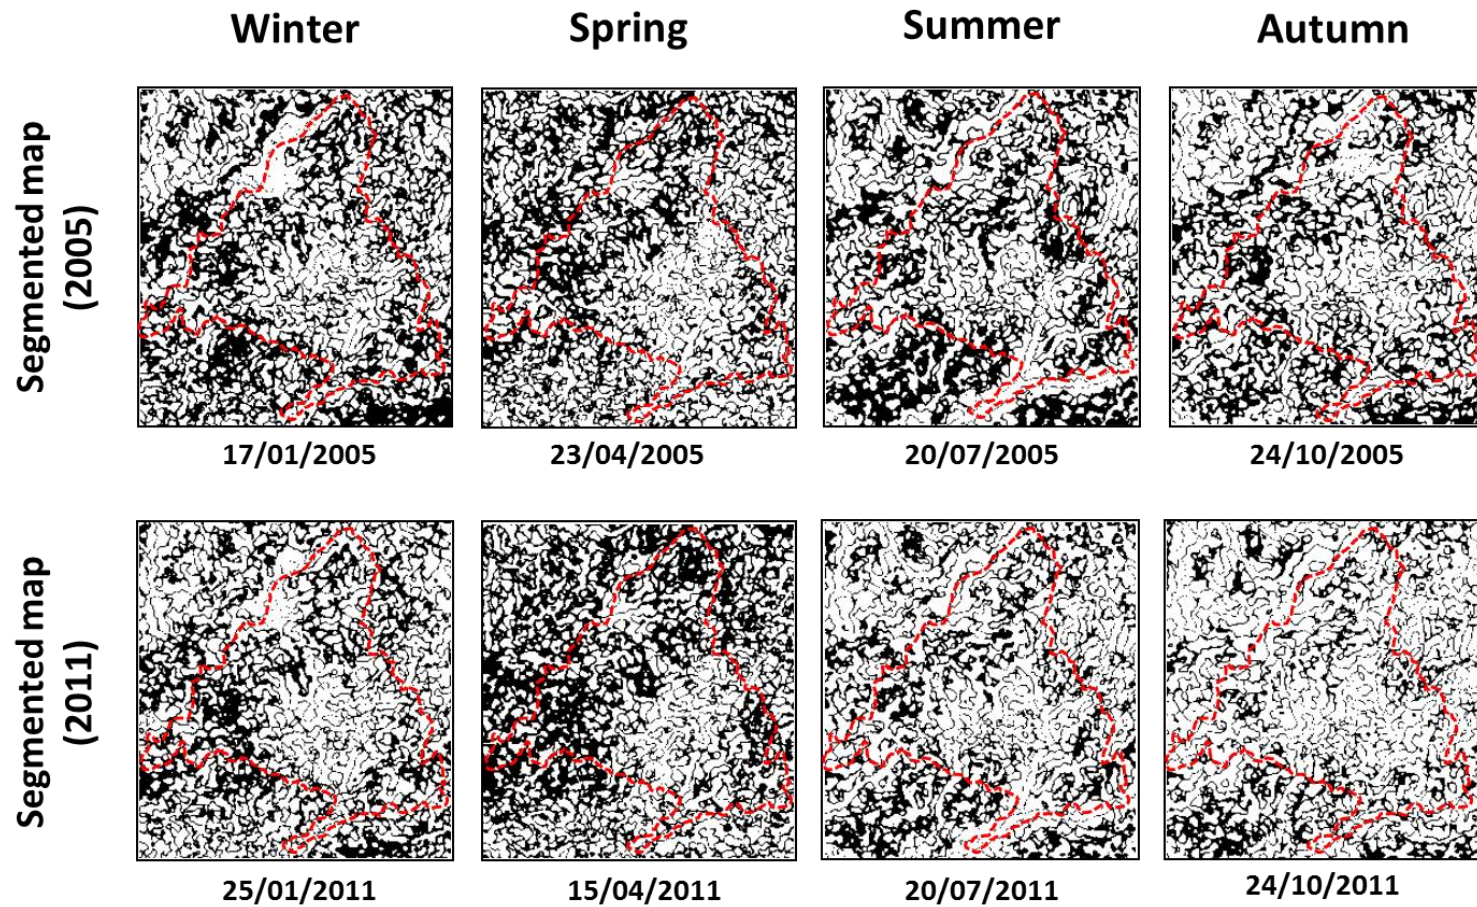 Winter
Spring
Summer
Autumn
Segmented map
(2005)
17/01/2005
23/04/2005
20/07/2005
24/10/2005
Segmented map
(2011)
25/01/2011
15/04/2011
20/07/2011
24/10/2011